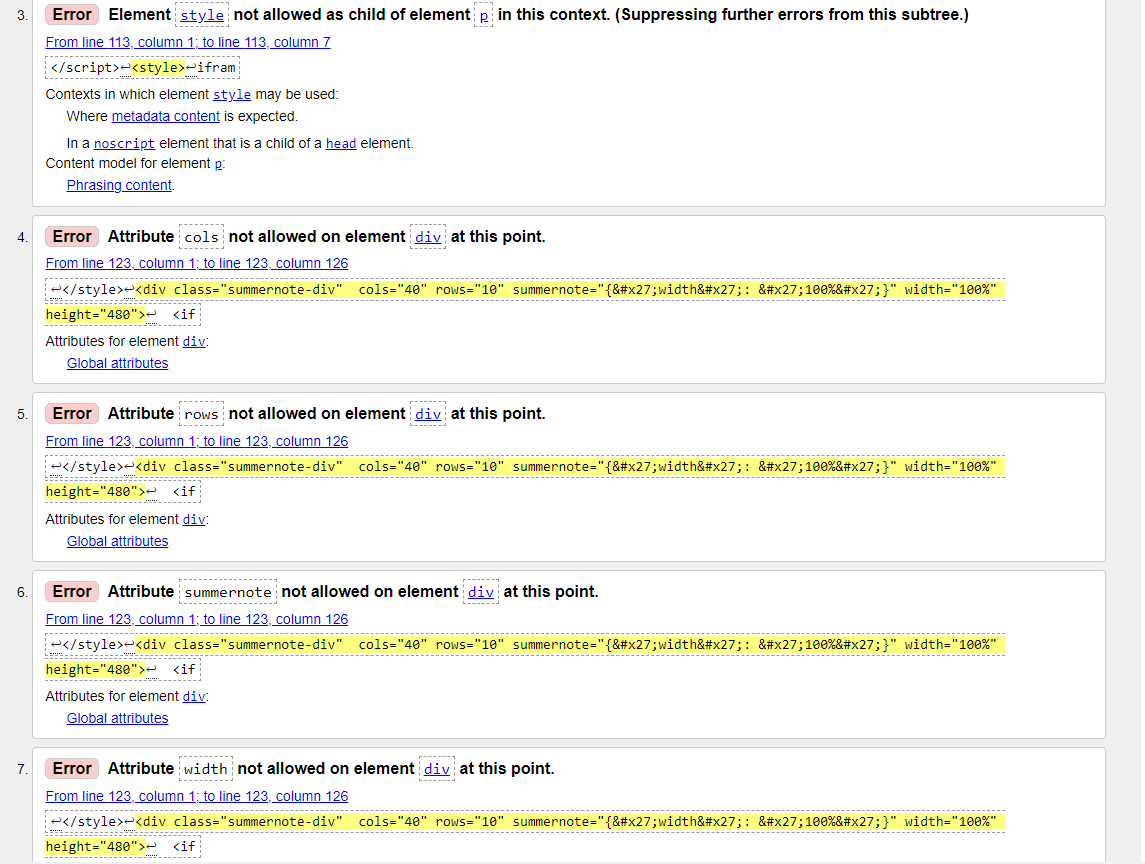 3. Error Element style not allowed as child of element p in this context. (Suppressing further errors from this subtree.)
From line 113, column 1; to line 113, column 7
</script>↩<style>↩ifram
Contexts in which element style may be used:
Where metadata content is expected.
In a noscript element that is a child of a head element.
Content model for element p:
Phrasing content.
4. Error Attribute cols not allowed on element div at this point.
From line 123, column 1; to line 123, column 126
↩</style>↩<div class="summernote-div"  cols="40" rows="10" summernote="{&#x27;width&#x27;: &#x27;100%&#x27;}" width="100%"
height="480">↩  <if
Attributes for element div:
Global attributes
5. Error Attribute rows not allowed on element div at this point.
From line 123, column 1; to line 123, column 126
↩</style>↩<div class="summernote-div"  cols="40" rows="10" summernote="{&#x27;width&#x27;: &#x27;100%&#x27;}" width="100%"
height="480">↩  <if
Attributes for element div:
Global attributes
6. Error Attribute summernote not allowed on element div at this point.
From line 123, column 1; to line 123, column 126
↩</style>↩<div class="summernote-div"  cols="40" rows="10" summernote="{&#x27;width&#x27;: &#x27;100%&#x27;}" width="100%"
height="480">↩  <if
Attributes for element div:
Global attributes
7. Error Attribute width not allowed on element div at this point.
From line 123, column 1; to line 123, column 126
↩</style>↩<div class="summernote-div"  cols="40" rows="10" summernote="{&#x27;width&#x27;: &#x27;100%&#x27;}" width="100%"
height="480">↩  <if